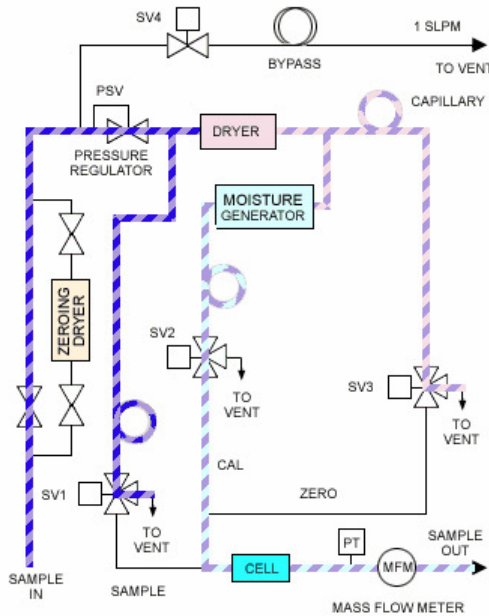 SV4
1 SLPM
BYPASS
TO VENT
PSV
CAPILLARY
DRYER
PRESSURE
REGULATOR
MOISTURE
GENERATOR
ZEROING
DRYER
SV2
TO
VENT
SV3
TO
VENT
CAL
ZERO
SV1
TO
VENT
PT
SAMPLE
OUT
CELL
MFM
SAMPLE
IN
SAMPLE
MASS FLOW METER